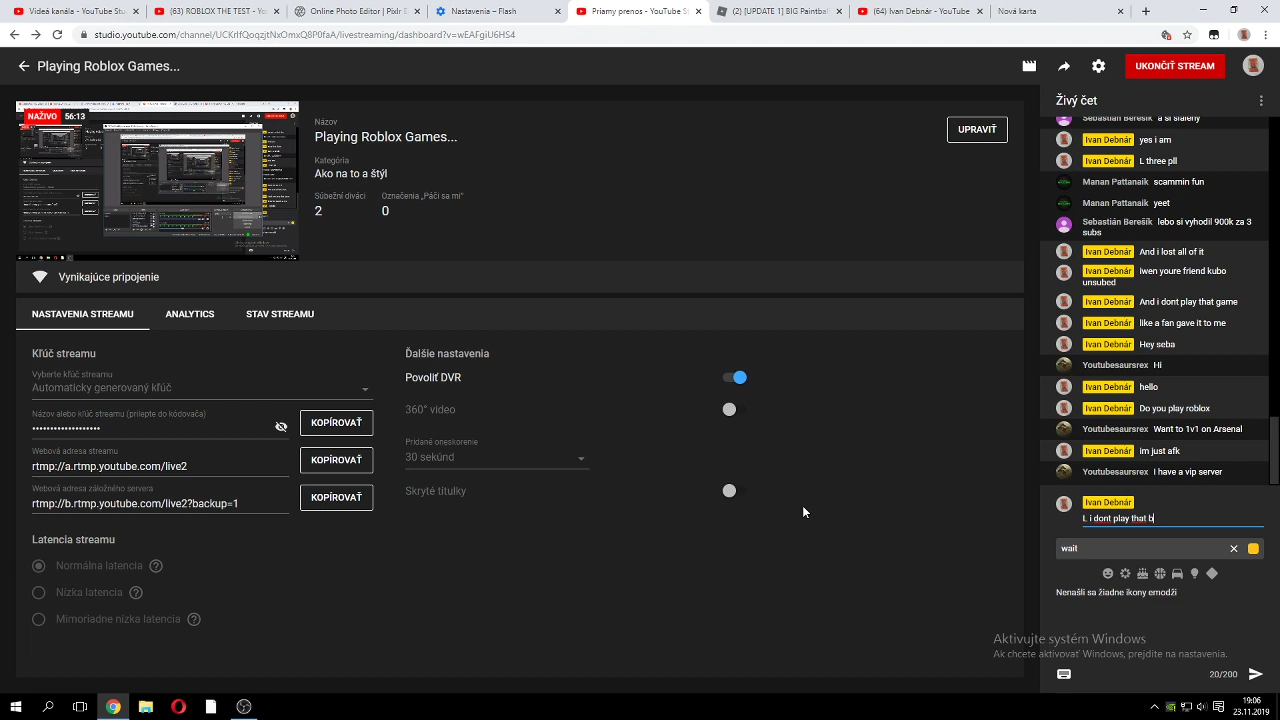 Videá kanála - YouTube Stu
(63) ROBLOX THE TEST - YouT
Online Photo Editor | Pixlr E
Nastavenia – Flash
Priamy prenos - YouTube S
(2) [UPDATE 1] BIG Paintball
(64) Ivan Debnár - YouTube
Nová karta
studio.youtube.com/channel/UCKrIfQoqzjtNxOmxQ8P0faA/livestreaming/dashboard?v=wEAFgiU6HS4
Playing Roblox Games...
UKONČIŤ STREAM
NAŽIVO 56:13
Názov
Playing Roblox Games...
UPRAVIŤ
Kategória
Ako na to a štýl
Súbežní diváci
Označenia „Páči sa mi“
2
0
Vynikajúce pripojenie
NASTAVENIA STREAMU
ANALYTICS
STAV STREAMU
Kľúč streamu
Vyberte kľúč streamu
Automaticky generovaný kľúč
Názov alebo kľúč streamu (prilepte do kódovača)
KOPÍROVAŤ
Webová adresa streamu
rtmp://a.rtmp.youtube.com/live2
KOPÍROVAŤ
Webová adresa záložného servera
rtmp://b.rtmp.youtube.com/live2?backup=1
KOPÍROVAŤ
Latencia streamu
Normálna latencia
Nízka latencia
Mimoriadne nízka latencia
Ďalšie nastavenia
Povoliť DVR
360° video
Pridané oneskorenie
30 sekúnd
Skryté titulky
Živý čet
Sebastian Berešík a si sialeny
Ivan Debnár yes i am
Ivan Debnár L three pll
Manan Pattanaik scammin fun
Manan Pattanaik yeet
Sebastian Berešík lebo si vyhodil 900k za 3
subs
Ivan Debnár And i lost all of it
Ivan Debnár iwen youre friend kubo
unsubed
Ivan Debnár And i dont play that game
Ivan Debnár like a fan gave it to me
Ivan Debnár Hey seba
Youtubesaursrex Hi
Ivan Debnár hello
Ivan Debnár Do you play roblox
Youtubesaursrex Want to 1v1 on Arsenal
Ivan Debnár Im just afk
Youtubesaursrex I have a vip server
Ivan Debnár
L i dont play that b
wait
Nenašli sa žiadne ikony emodži
Aktivujte systém Windows
Ak chcete aktivovať Windows, prejdite na nastavenia.
20/200
19:06
23.11.2019